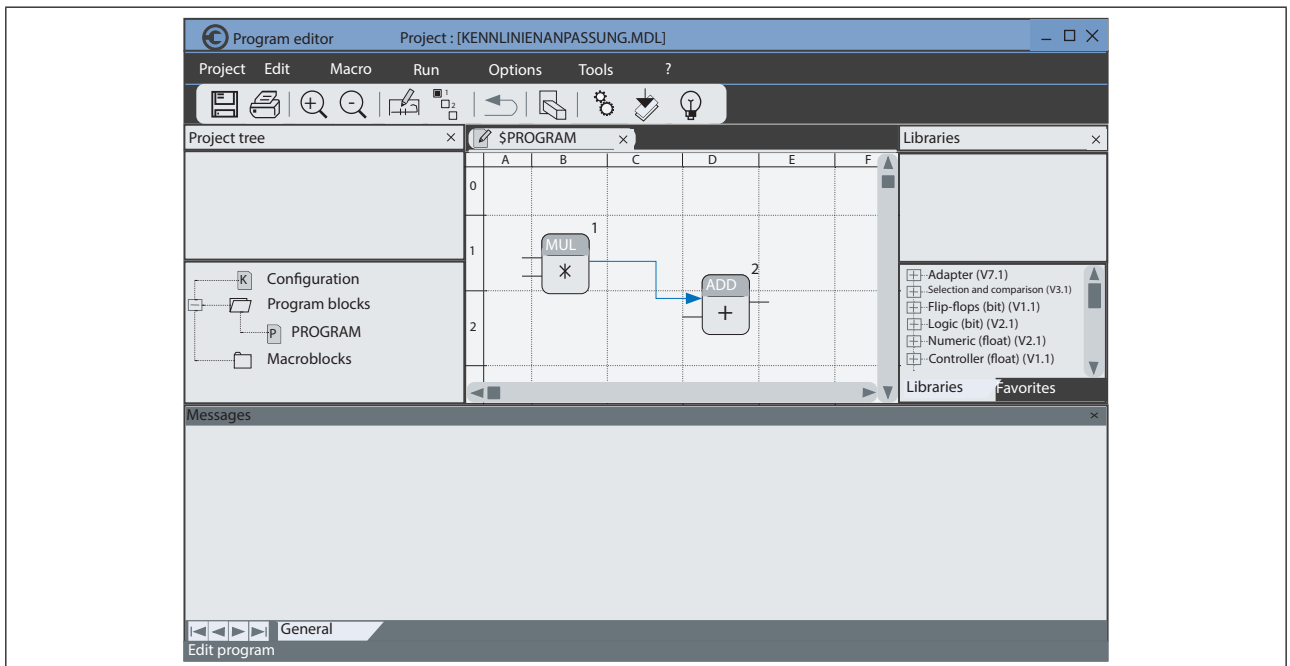 Program editor Project : [KENNLINIENANPASSUNG.MDL]
Project Edit Macro Run Options Tools ?
1
2
Project tree
$PROGRAM
Libraries
A B C D E F
0
1
2
MUL
1
ADD
2
+
K Configuration
Program blocks
P PROGRAM
Macroblocks
Adapter (V7.1)
Selection and comparison (V3.1)
Flip-flops (bit) (V1.1)
Logic (bit) (V2.1)
Numeric (float) (V2.1)
Controller (float) (V1.1)
Libraries Favorites
Messages
General
Edit program